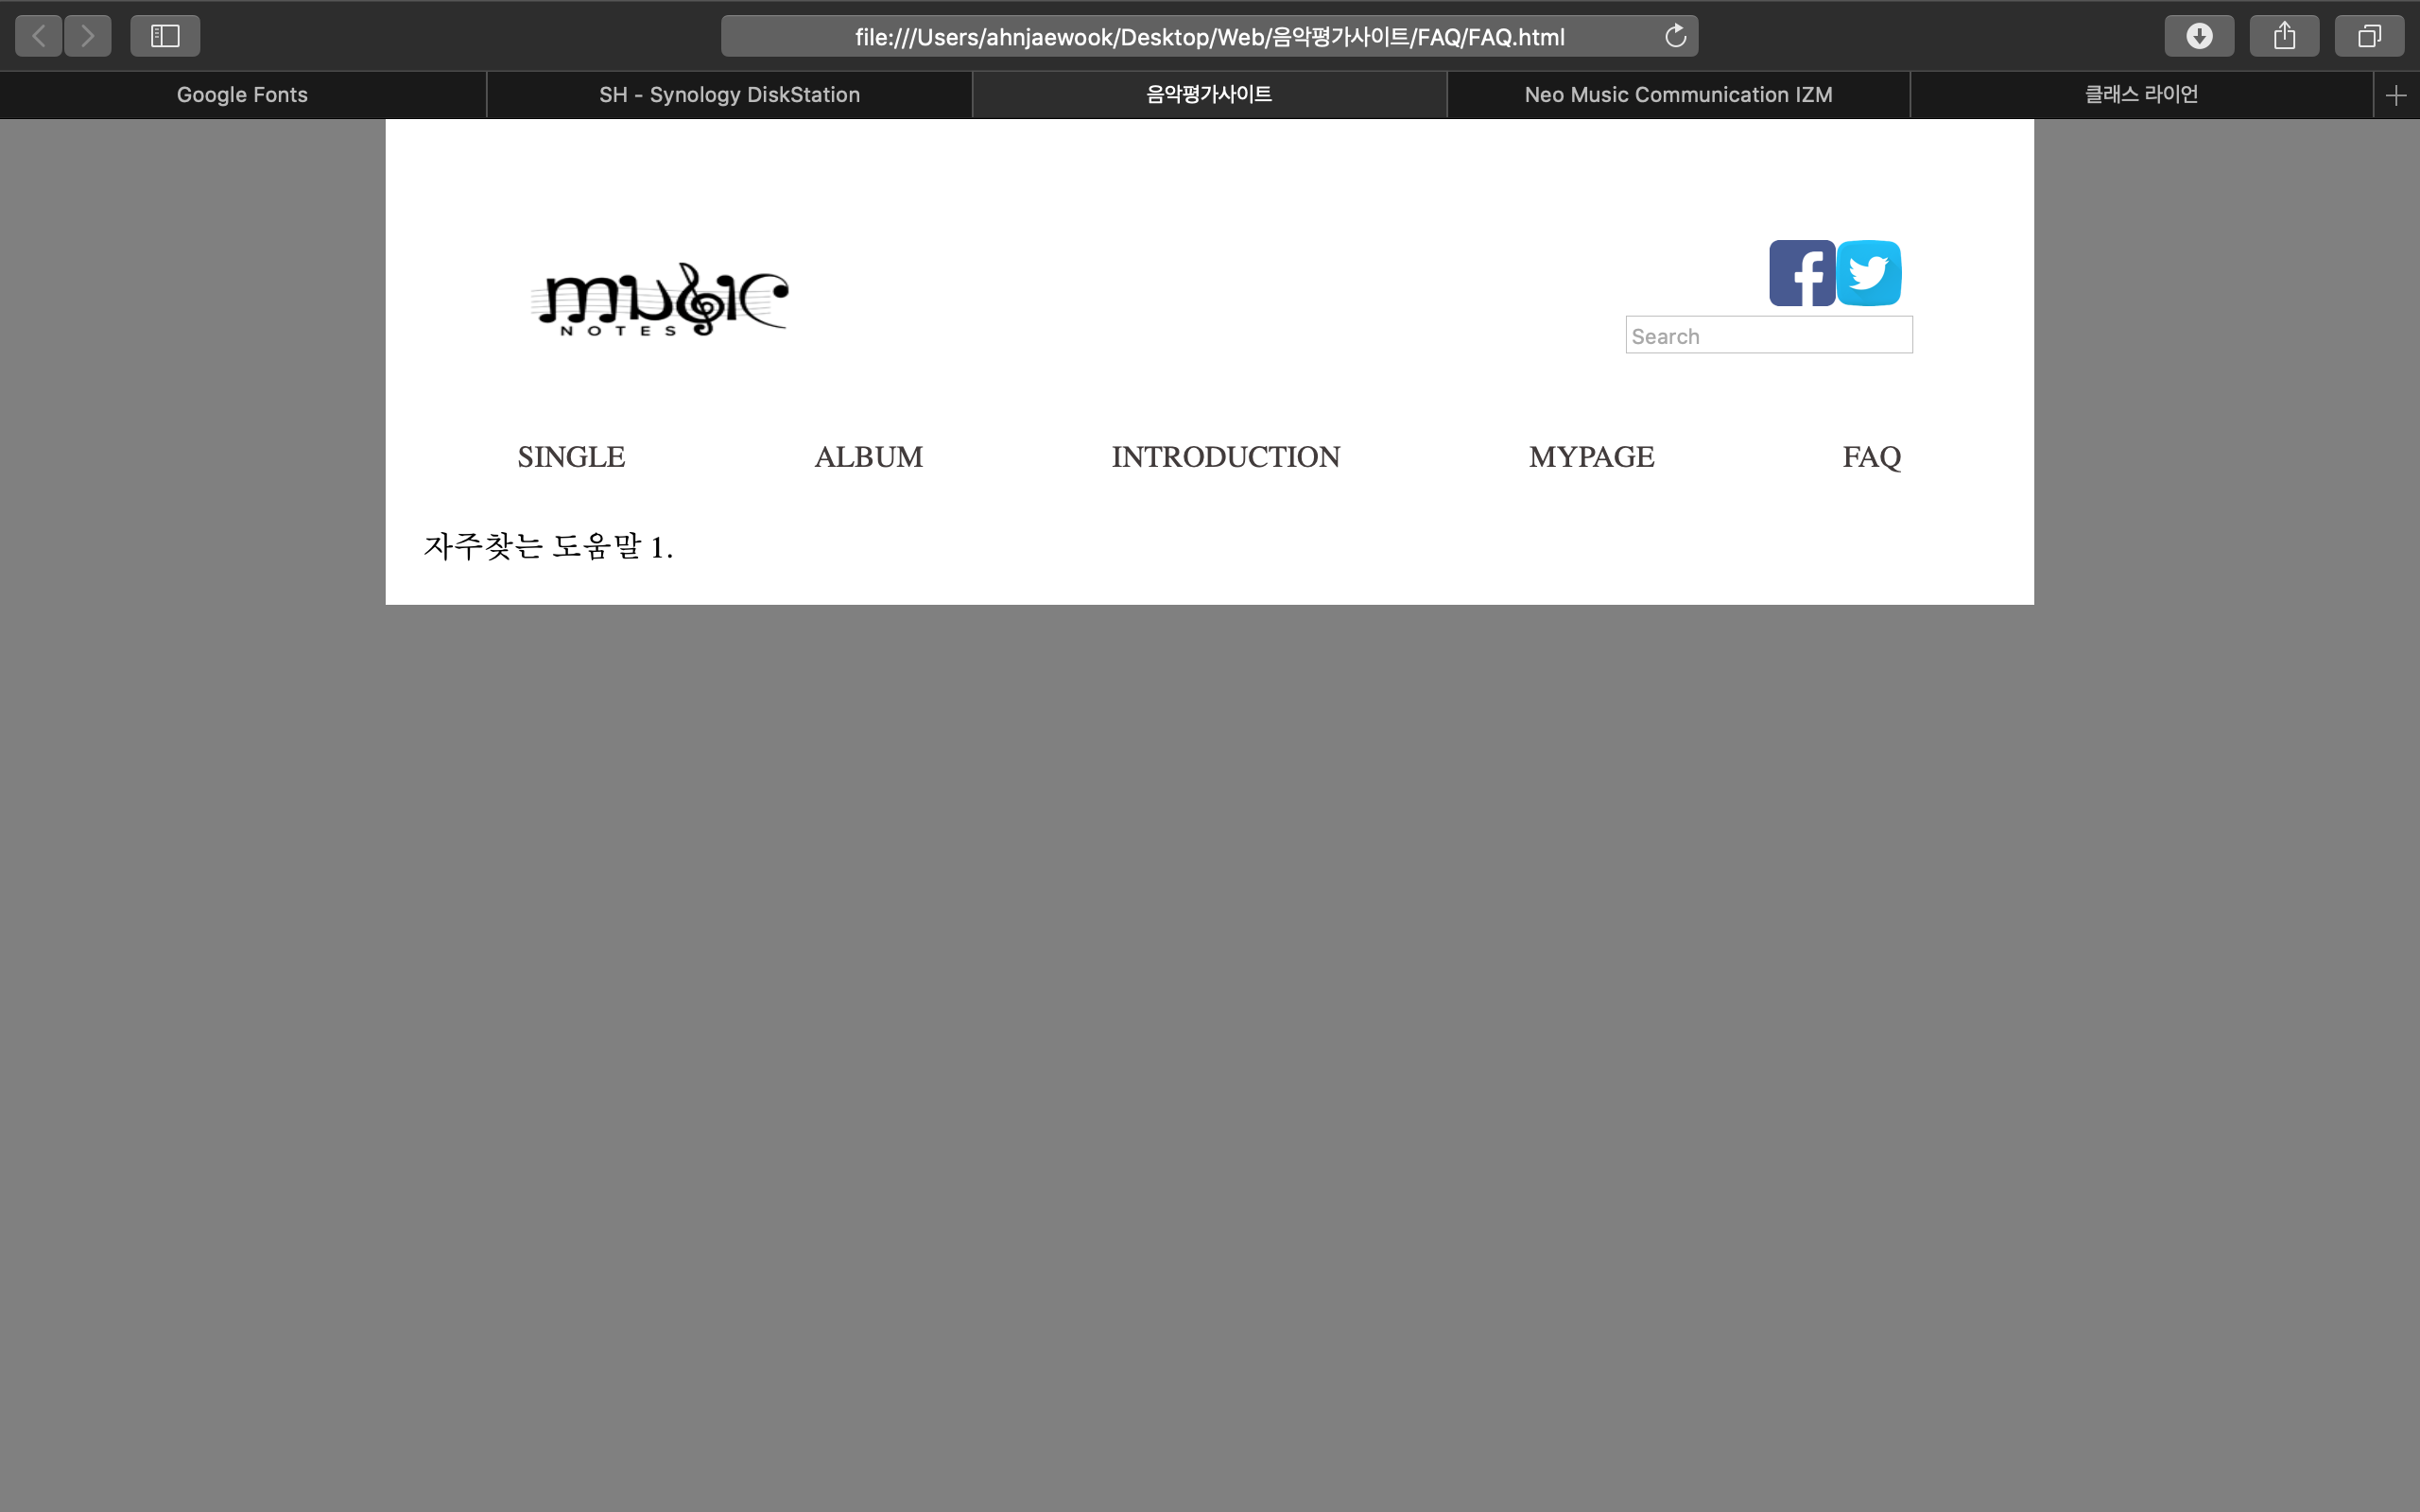 file:///Users/ahnjaewook/Desktop/Web/음악평가사이트/FAQ/FAQ.html
Google Fonts
SH - Synology DiskStation
음악평가사이트
Neo Music Communication IZM
클래스 라이언
music
NOTES
Search
SINGLE
ALBUM
INTRODUCTION
MYPAGE
FAQ
자주찾는 도움말 1.